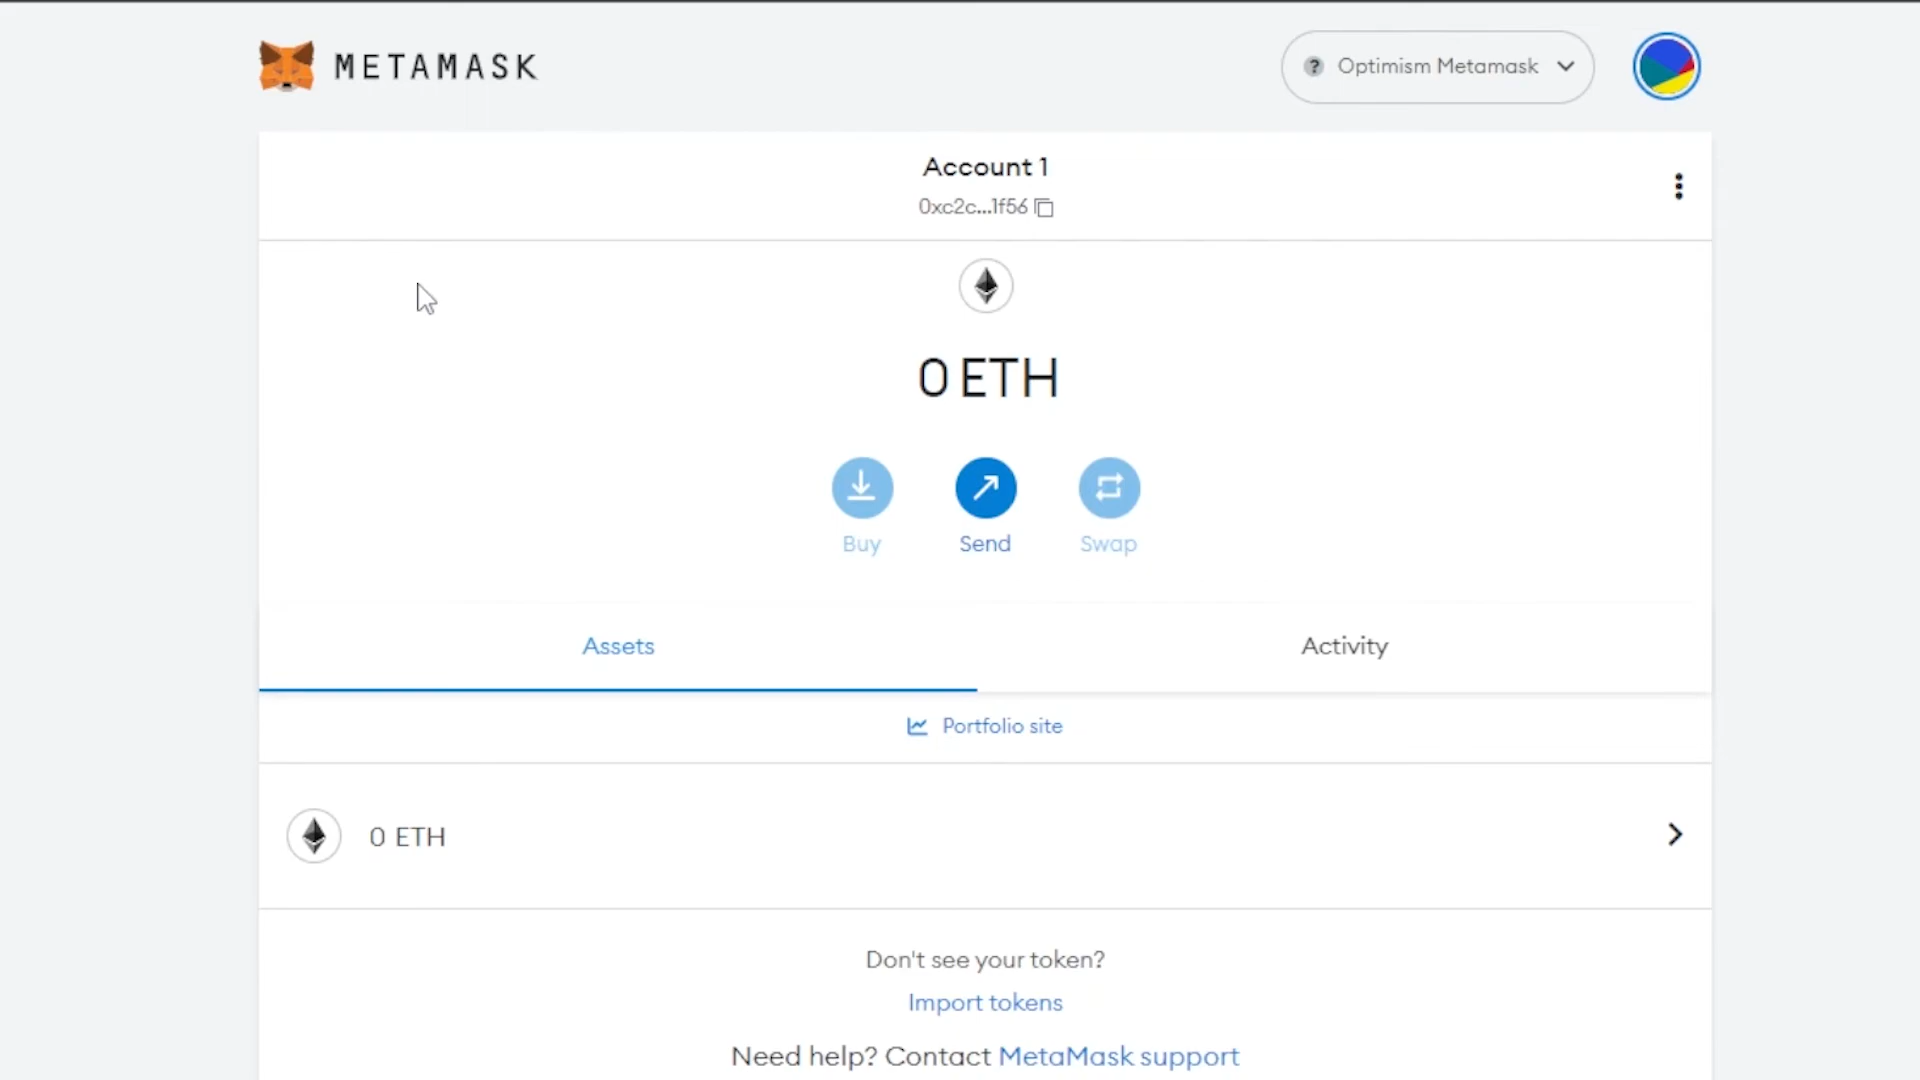 METAMASK
? Optimism Metamask
Account 1
0xc2c...1f56
0 ETH
Buy
Send
Swap
Assets
Activity
Portfolio site
0 ETH
Don't see your token?
Import tokens
Need help? Contact MetaMask support